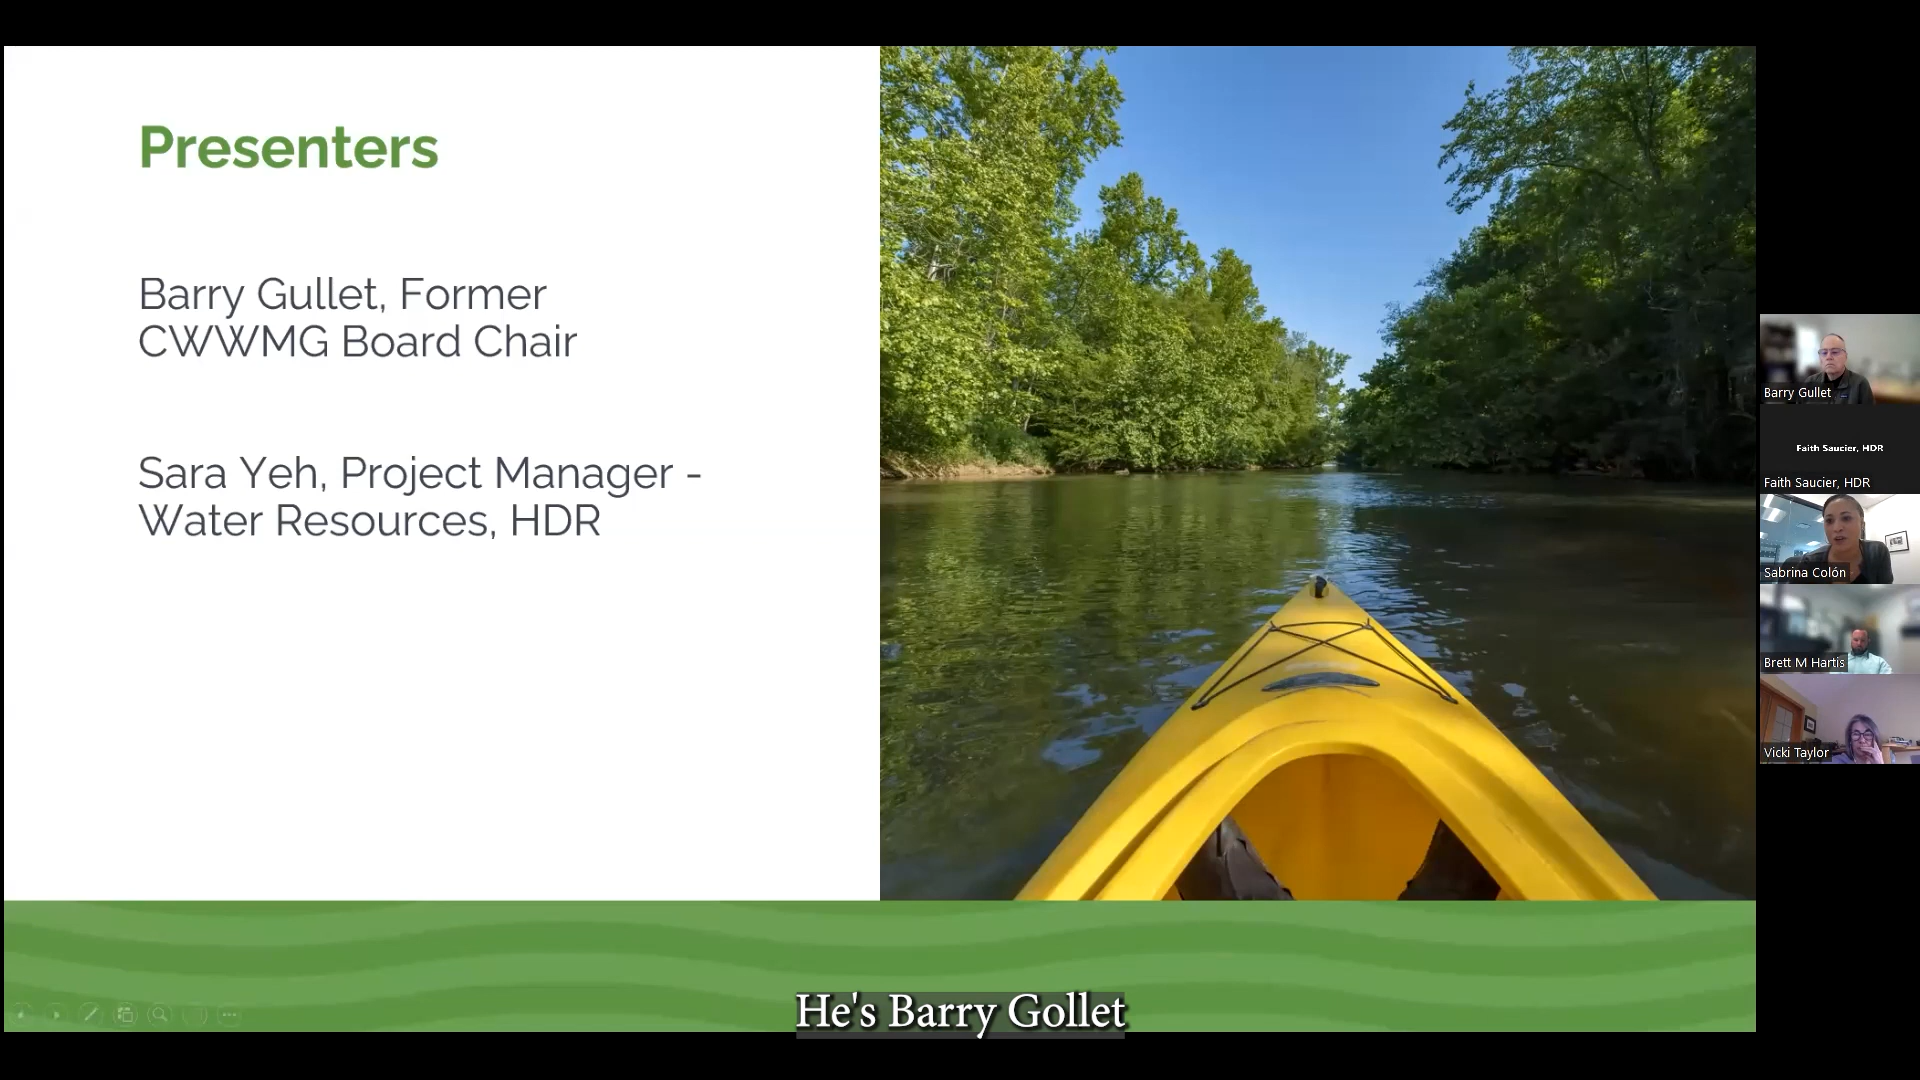 Presenters
Barry Gullet, Former
CWWMG Board Chair
Sara Yeh, Project Manager -
Water Resources, HDR
Barry Gullet
Faith Saucier, HDR
Faith Saucier, HDR
Sabrina Colón
Brett M Hartis
Vicki Taylor
He's Barry Gollet